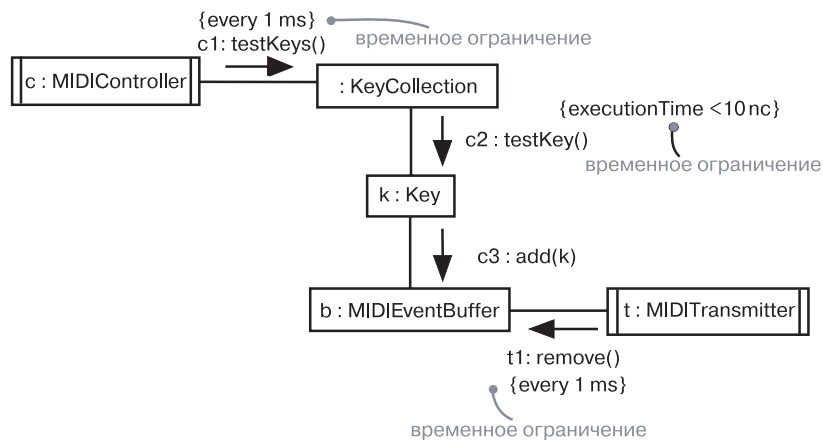 {every 1 ms}
c1: testKeys()
временное ограничение
c : MIDIController
: KeyCollection
{executionTime <10 nc}
c2 : testKey()
временное ограничение
k : Key
c3 : add(k)
b : MIDIEventBuffer
t : MIDITransmitter
t1: remove()
{every 1 ms}
временное ограничение